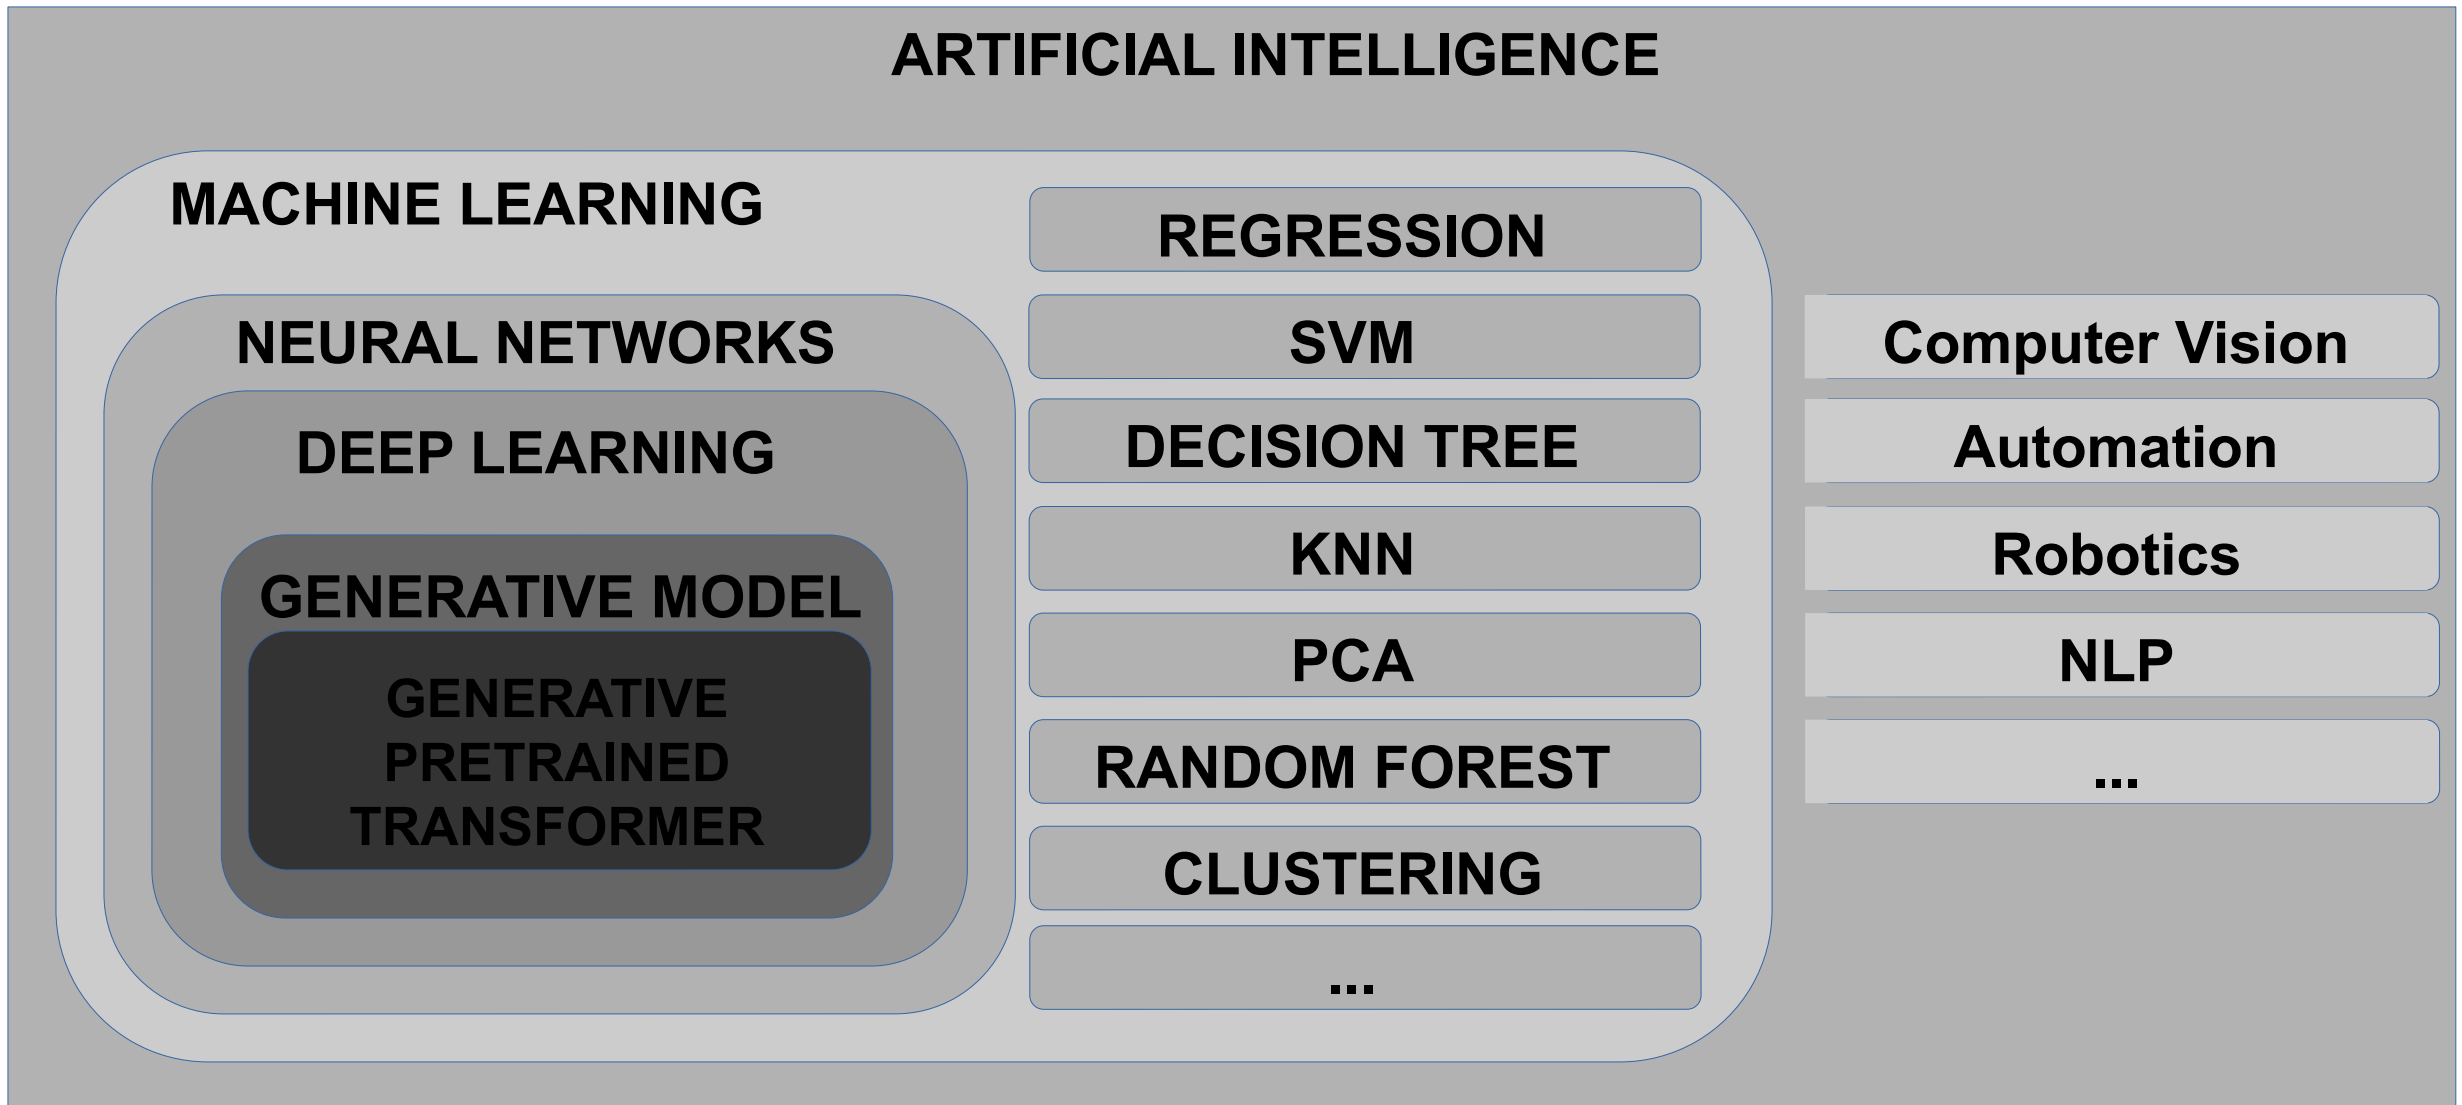 ARTIFICIAL INTELLIGENCE
MACHINE LEARNING
NEURAL NETWORKS
DEEP LEARNING
GENERATIVE MODEL
GENERATIVE
PRETRAINED
TRANSFORMER
REGRESSION
SVM
DECISION TREE
KNN
PCA
RANDOM FOREST
CLUSTERING
...
Computer Vision
Automation
Robotics
NLP
...